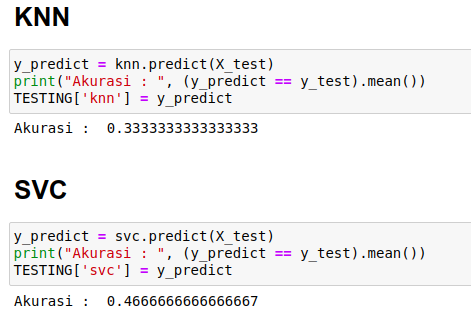 KNN
y_predict = knn.predict(X_test)
print("Akurasi : ", (y_predict == y_test).mean())
TESTING['knn'] = y_predict
Akurasi :  0.3333333333333333
SVC
y_predict = svc.predict(X_test)
print("Akurasi : ", (y_predict == y_test).mean())
TESTING['svc'] = y_predict
Akurasi :  0.4666666666666667